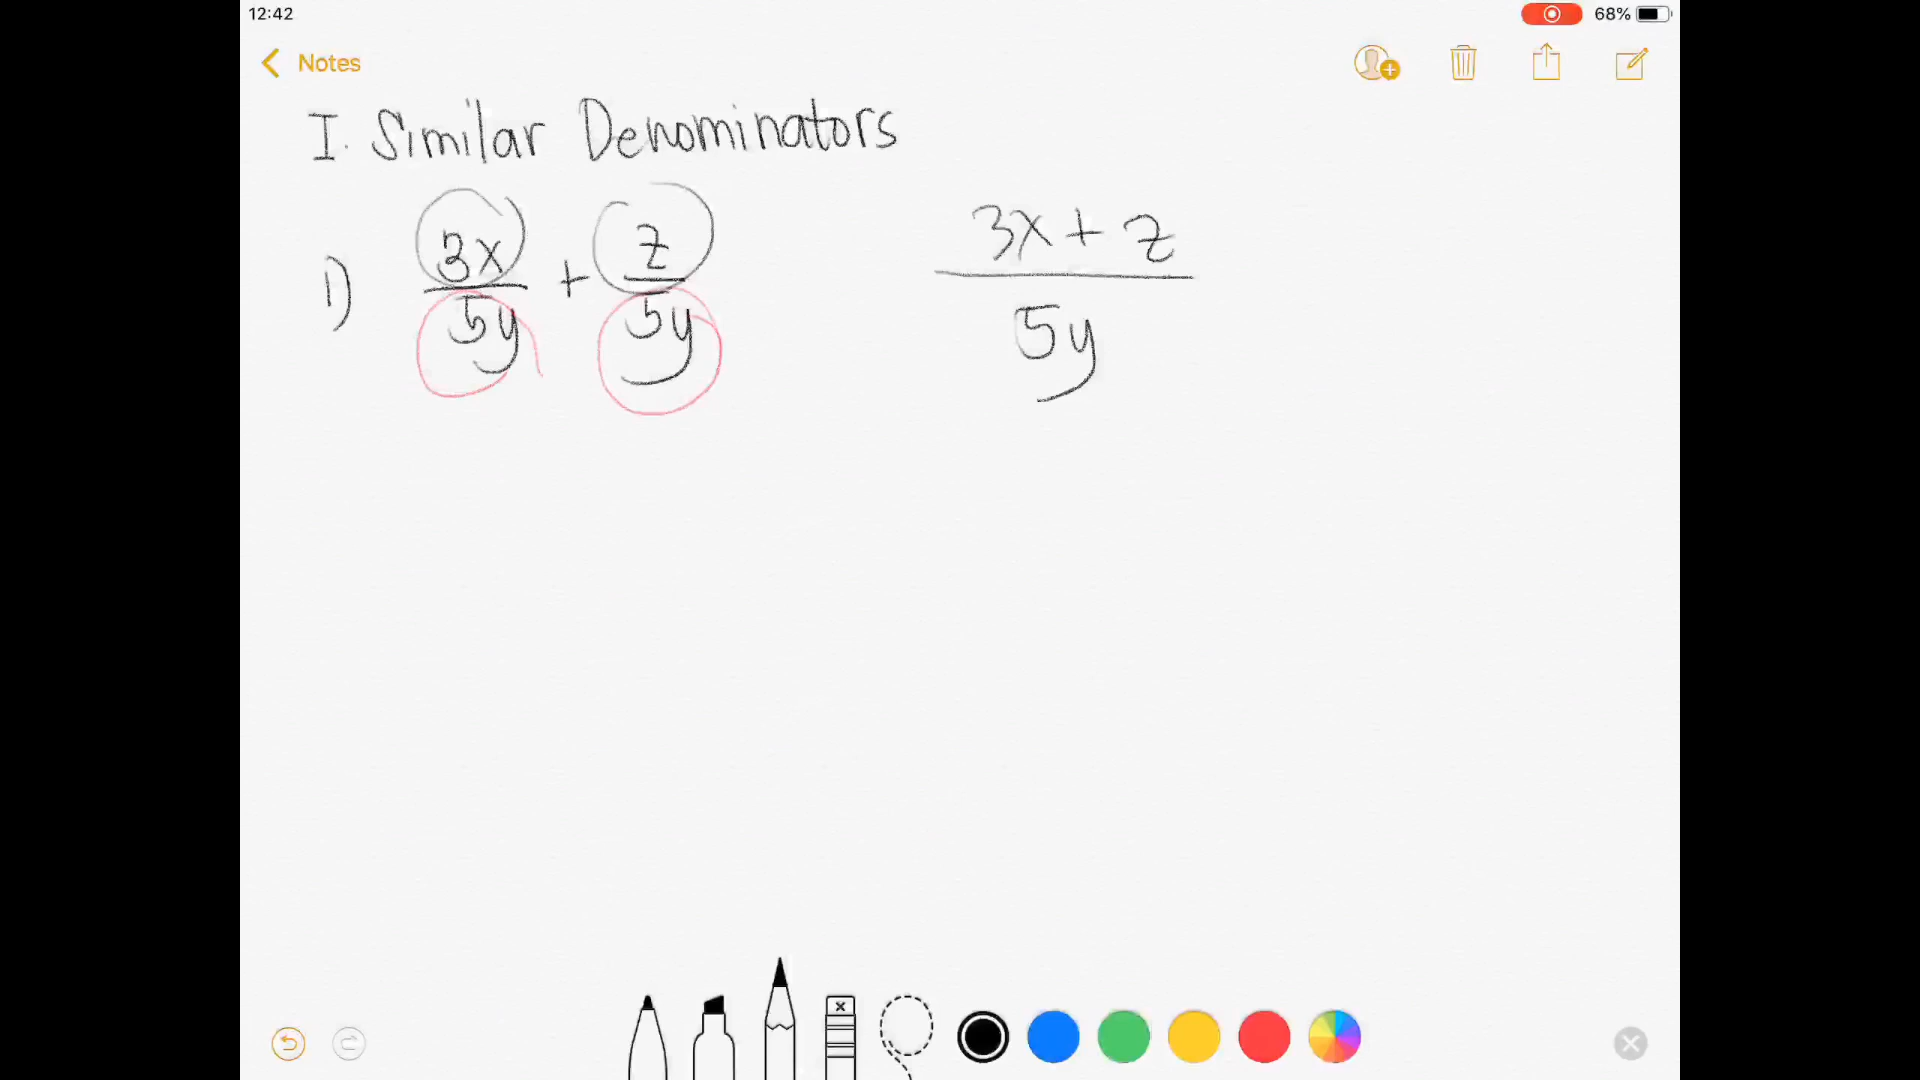 12:42
68%
Notes
I. Similar Denominators
1) 3x/5y + z/5y
3x + z
5y